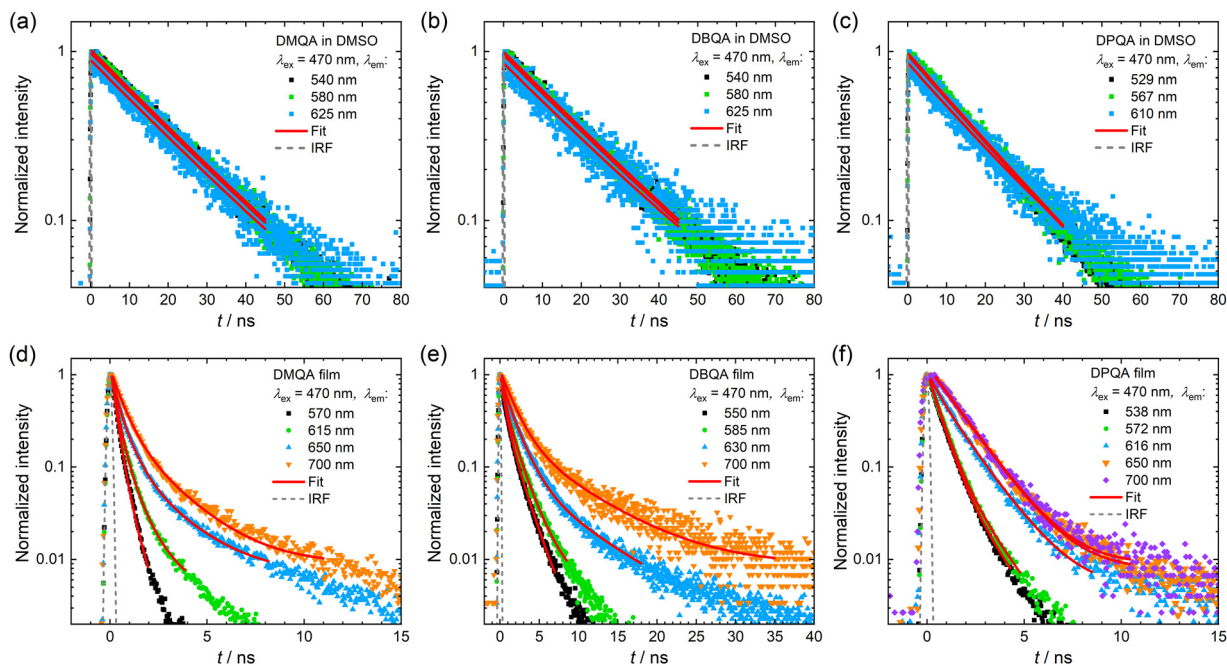 (a)
DMQA in DMSO
λex = 470 nm, λem:
540 nm
580 nm
625 nm
Fit
IRF
Normalized intensity
1
0.1
0 10 20 30 40 50 60 70 80
t / ns
(b)
DBQA in DMSO
λex = 470 nm, λem:
540 nm
580 nm
625 nm
Fit
IRF
Normalized intensity
1
0.1
0 10 20 30 40 50 60 70 80
t / ns
(c)
DPQA in DMSO
λex = 470 nm, λem:
529 nm
567 nm
610 nm
Fit
IRF
Normalized intensity
1
0.1
0 10 20 30 40 50 60 70 80
t / ns
(d)
DMQA film
λex = 470 nm, λem:
570 nm
615 nm
650 nm
700 nm
Fit
IRF
Normalized intensity
1
0.1
0.01
0 5 10 15
t / ns
(e)
DBQA film
λex = 470 nm, λem:
550 nm
585 nm
630 nm
700 nm
Fit
IRF
Normalized intensity
1
0.1
0.01
0 5 10 15 20 25 30 35 40
t / ns
(f)
DPQA film
λex = 470 nm, λem:
538 nm
572 nm
616 nm
650 nm
700 nm
Fit
IRF
Normalized intensity
1
0.1
0.01
0 5 10 15
t / ns